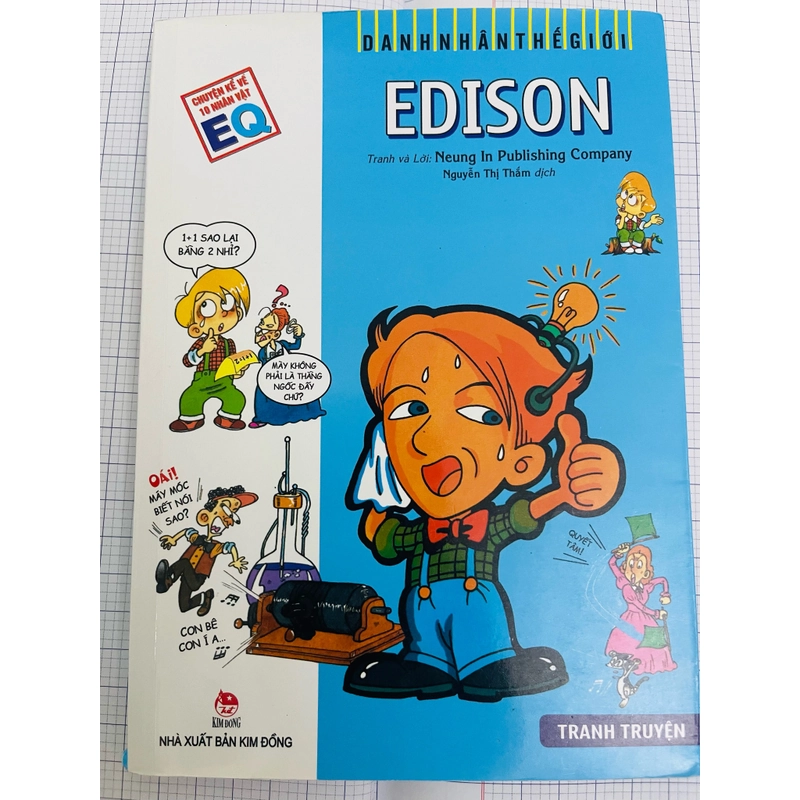 DANH NHÂN THẾ GIỚI
EDISON
Tranh và Lời: Neung In Publishing Company
Nguyễn Thị Thắm dịch
CHUYỆN KỂ VỀ
10 NHÂN VẬT
EQ
1+1 SAO LẠI
BẰNG 2 NHỈ?
?...
1+1=2
MÀY KHÔNG
PHẢI LÀ THẰNG
NGỐC ĐẤY
CHỨ?
OÁI!
MÁY MÓC
BIẾT NÓI
SAO?
CON BÊ
CON Í A...
QUYẾT
TÂM!
KIM ĐỒNG
NHÀ XUẤT BẢN KIM ĐỒNG
TRANH TRUYỆN